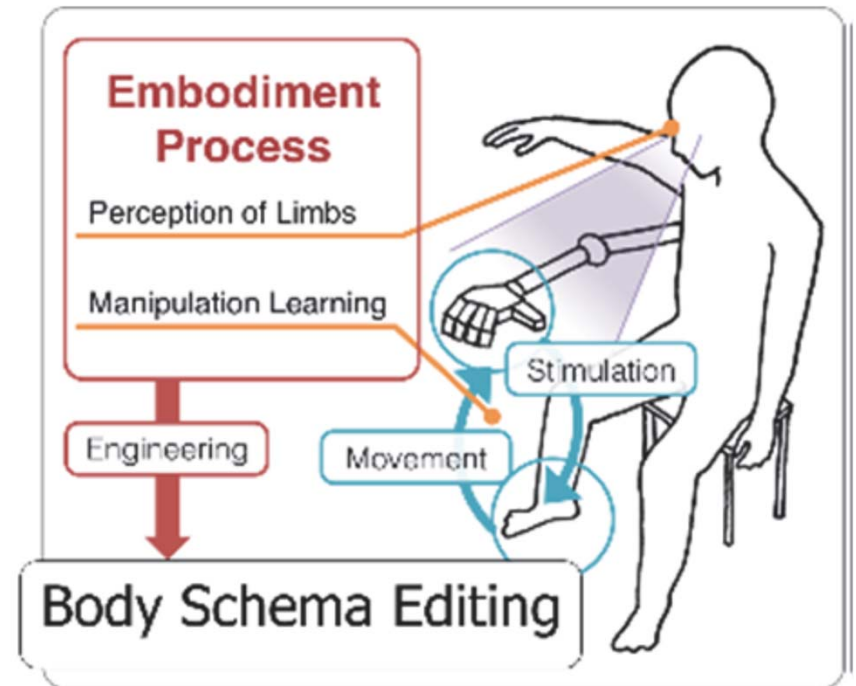 Embodiment
Process
Perception of Limbs
Manipulation Learning
Stimulation
Engineering
Movement
Body Schema Editing